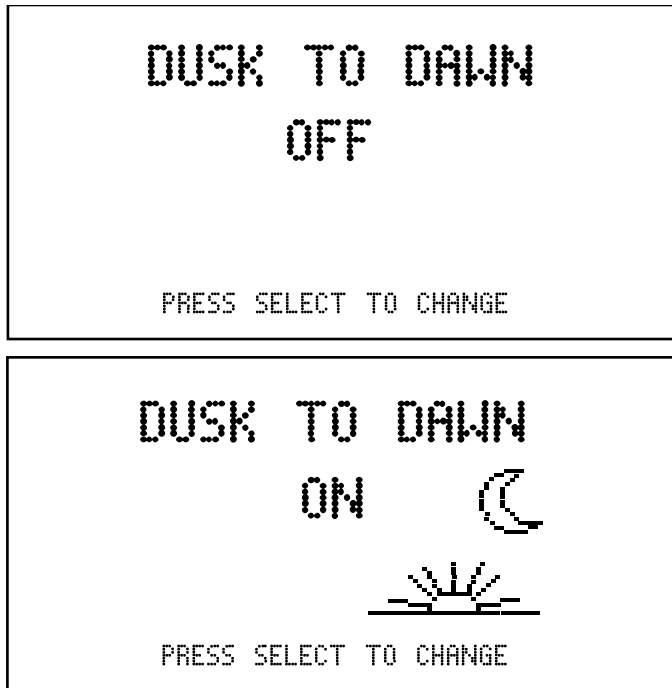 DUSK TO DAWN
OFF
PRESS SELECT TO CHANGE
DUSK TO DAWN
ON
PRESS SELECT TO CHANGE